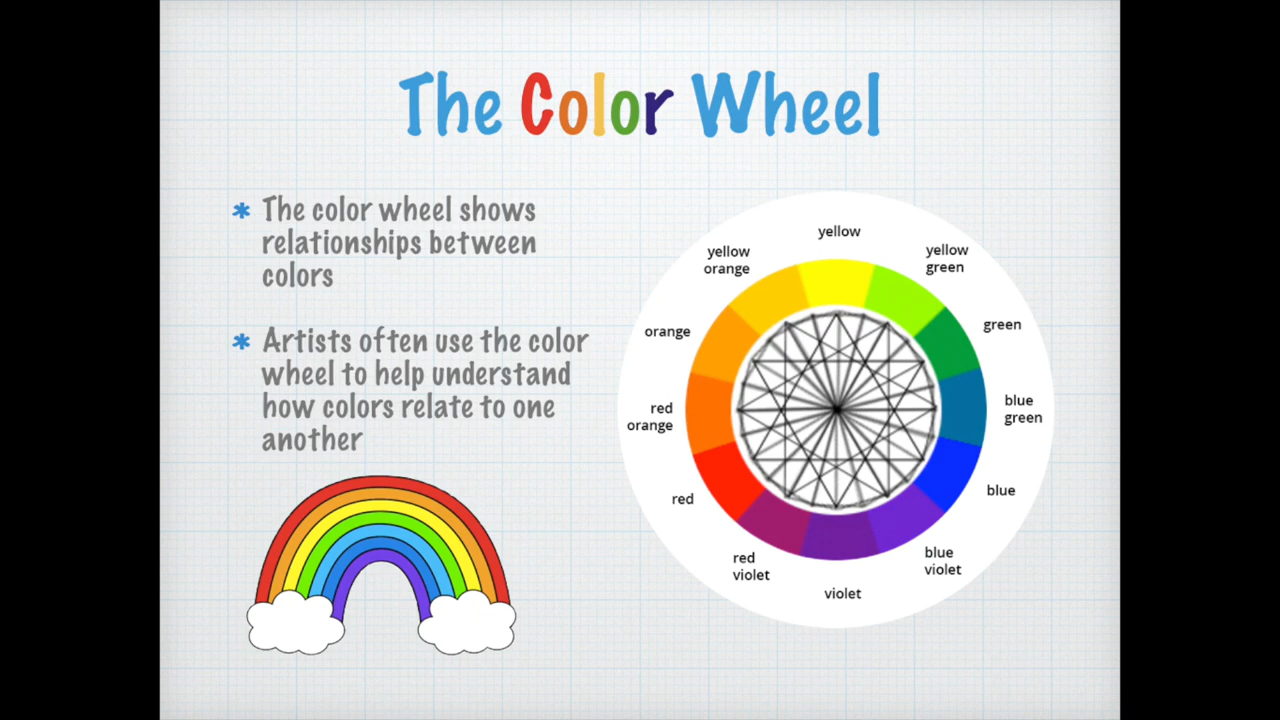 The Color Wheel
* The color wheel shows
relationships between
colors
* Artists often use the color
wheel to help understand
how colors relate to one
another
yellow
yellow
green
green
blue
green
blue
blue
violet
violet
red
violet
red
red
orange
orange
yellow
orange